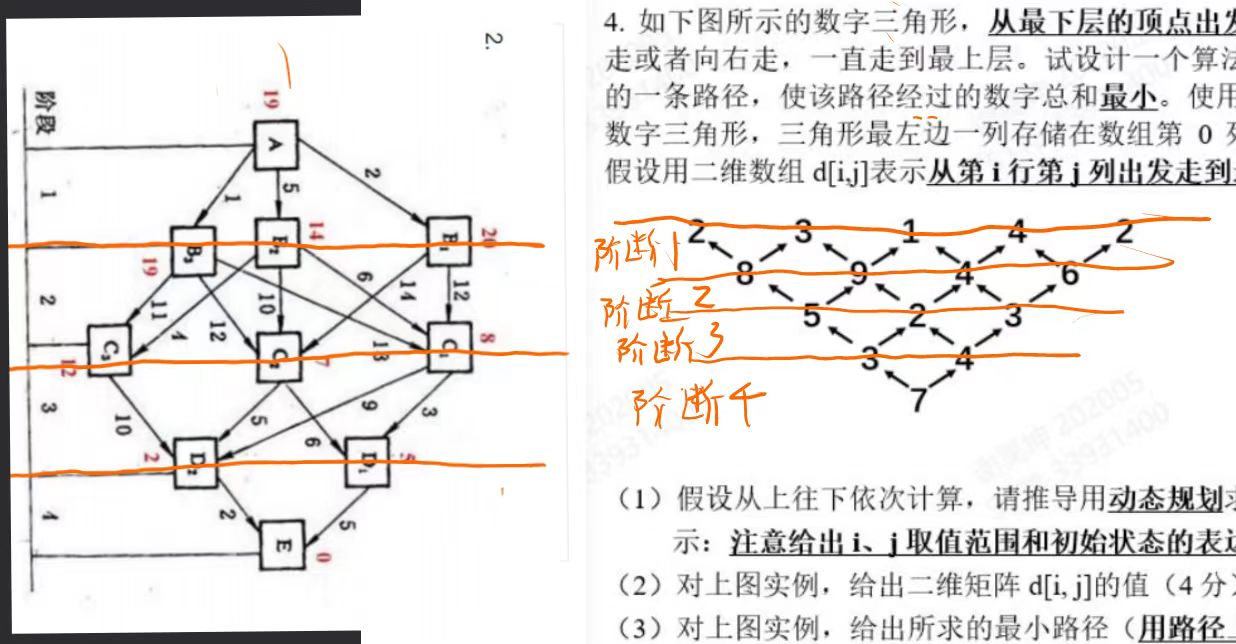 2.
阶段
1
2
3
4
19
A
2
5
1
20
B₁
14
B₂
19
B₃
12
14
6
10
13
12
4
11
8
C₁
7
C₂
12
C₃
3
9
6
5
10
5
D₁
2
D₂
5
2
0
E
4. 如下图所示的数字三角形，从最下层的顶点出发
走或者向右走，一直走到最上层。试设计一个算法
的一条路径，使该路径经过的数字总和最小。使用
数字三角形，三角形最左边一列存储在数组第 0 列
假设用二维数组 d[i,j]表示从第 i 行第 j 列出发走到
2 3 1 4 2
阶断1
8 9 4 6
阶断2
5 2 3
阶断3
3 4
阶断4
7
（1）假设从上往下依次计算，请推导用动态规划求
示：注意给出 i、j 取值范围和初始状态的表达
（2）对上图实例，给出二维矩阵 d[i, j]的值（4 分）
（3）对上图实例，给出所求的最小路径（用路径